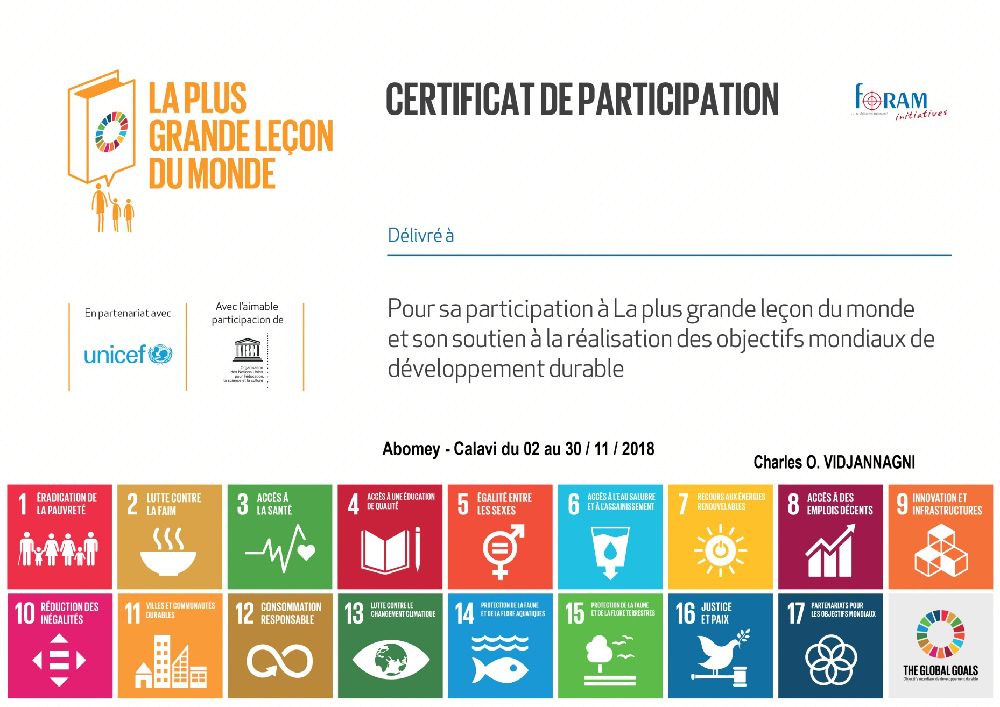 LA PLUS
GRANDE LEÇON
DU MONDE
CERTIFICAT DE PARTICIPATION
FORAM
... au-delà de vos espérances !
initiatives
Délivré à
En partenariat avec
unicef
Avec l'aimable
participacion de
UNESCO
Organisation
des Nations Unies
pour l'éducation,
la science et la culture
Pour sa participation à La plus grande leçon du monde
et son soutien à la réalisation des objectifs mondiaux de
développement durable
Abomey - Calavi du 02 au 30 / 11 / 2018
Charles O. VIDJANNAGNI
1 ÉRADICATION DE
LA PAUVRETÉ
2 LUTTE CONTRE
LA FAIM
3 ACCÈS À
LA SANTÉ
4 ACCÈS À UNE ÉDUCATION
DE QUALITÉ
5 ÉGALITÉ ENTRE
LES SEXES
6 ACCÈS À L'EAU SALUBRE
ET À L'ASSAINISSEMENT
7 RECOURS AUX ÉNERGIES
RENOUVELABLES
8 ACCÈS À DES
EMPLOIS DÉCENTS
9 INNOVATION ET
INFRASTRUCTURES
10 RÉDUCTION DES
INÉGALITÉS
11 VILLES ET COMMUNAUTÉS
DURABLES
12 CONSOMMATION
RESPONSABLE
13 LUTTE CONTRE LE
CHANGEMENT CLIMATIQUE
14 PROTECTION DE LA FAUNE
ET DE LA FLORE AQUATIQUES
15 PROTECTION DE LA FAUNE
ET DE LA FLORE TERRESTRES
16 JUSTICE
ET PAIX
17 PARTENARIATS POUR
LES OBJECTIFS MONDIAUX
THE GLOBAL GOALS
Objectifs mondiaux de développement durable